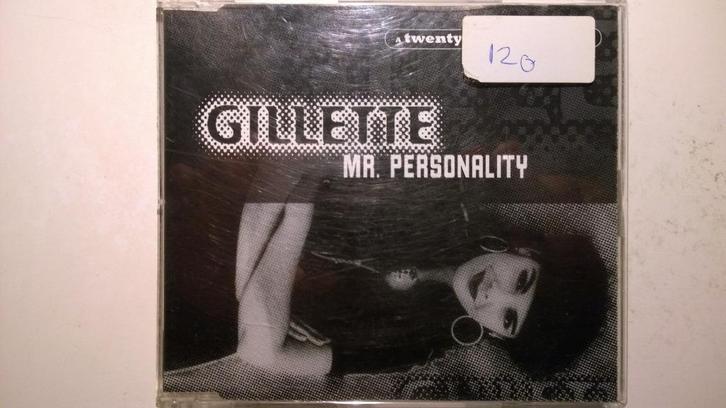 A twenty
120
GILLETTE
MR. PERSONALITY